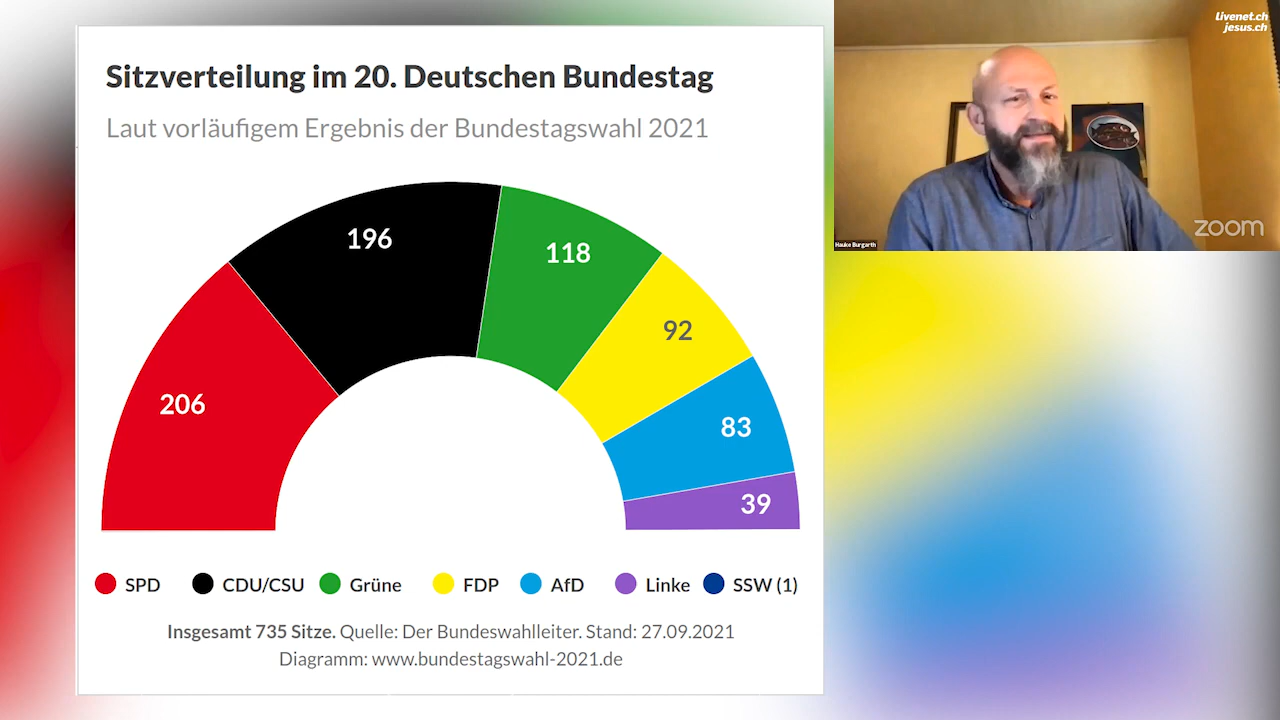 Sitzverteilung im 20. Deutschen Bundestag
Laut vorläufigem Ergebnis der Bundestagswahl 2021
206
196
118
92
83
39
SPD CDU/CSU Grüne FDP AfD Linke SSW (1)
Insgesamt 735 Sitze. Quelle: Der Bundeswahlleiter. Stand: 27.09.2021
Diagramm: www.bundestagswahl-2021.de
livenet.ch
jesus.ch
zoom
Hauke Burgarth